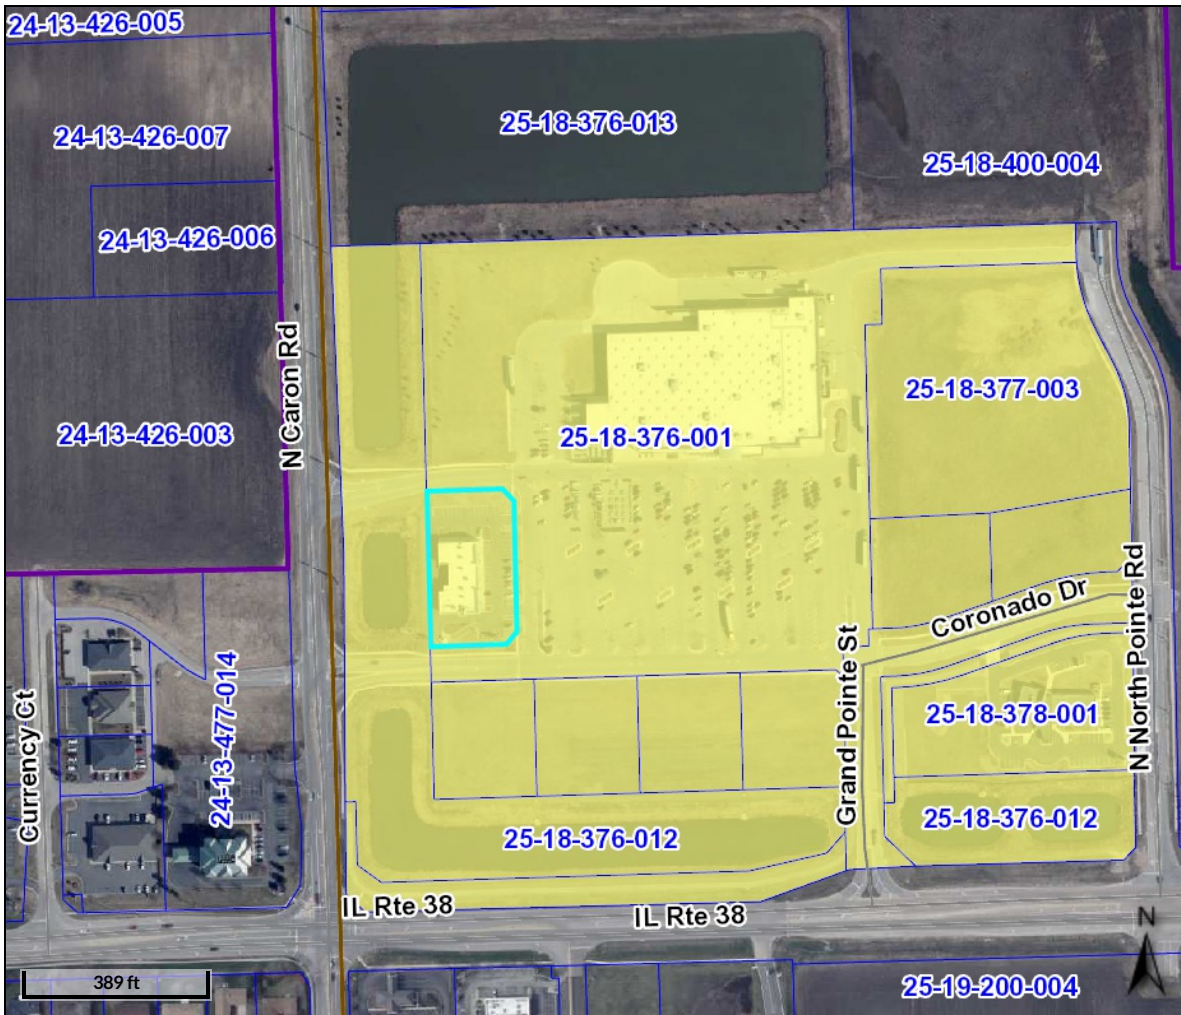 24-13-426-005
25-18-376-013
24-13-426-007
25-18-400-004
24-13-426-006
N Caron Rd
25-18-377-003
24-13-426-003
25-18-376-001
Coronado Dr
N North Pointe Rd
Grand Pointe St
24-13-477-014
Currency Ct
25-18-378-001
25-18-376-012
25-18-376-012
IL Rte 38
IL Rte 38
N
389 ft
25-19-200-004